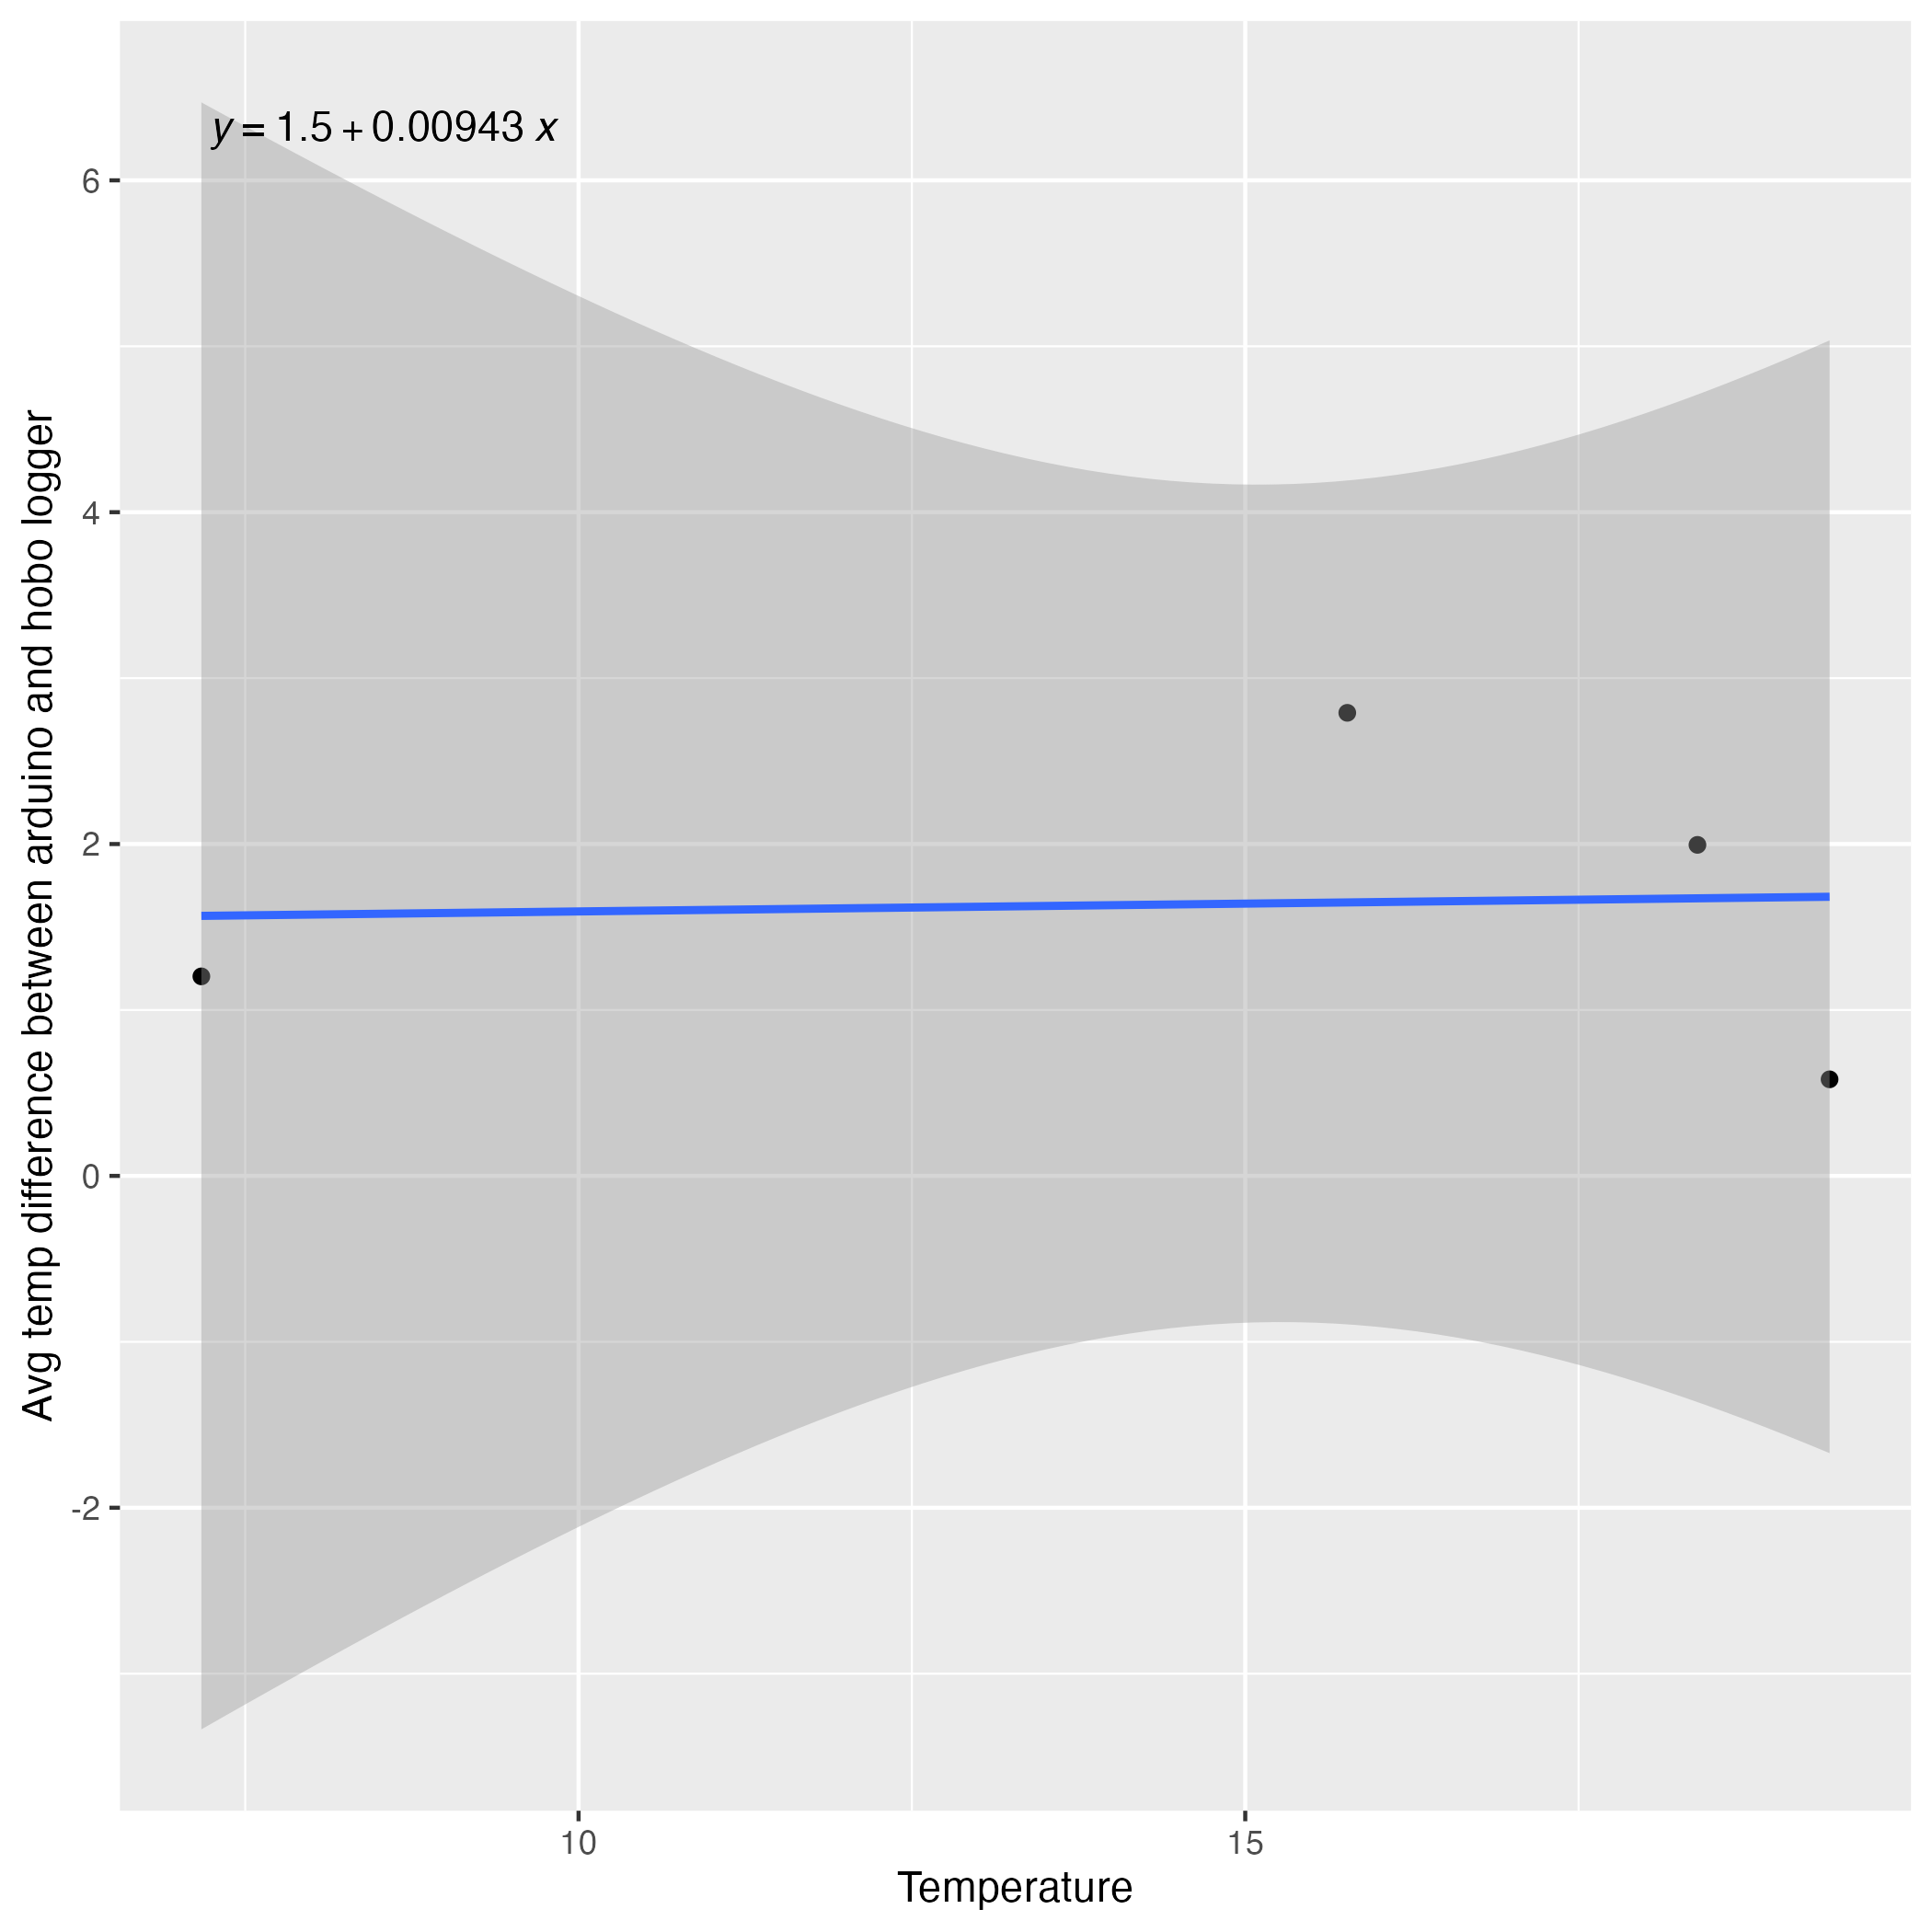 y = 1.5 + 0.00943 x
6
4
2
0
-2
Avg temp difference between arduino and hobo logger
10
15
Temperature